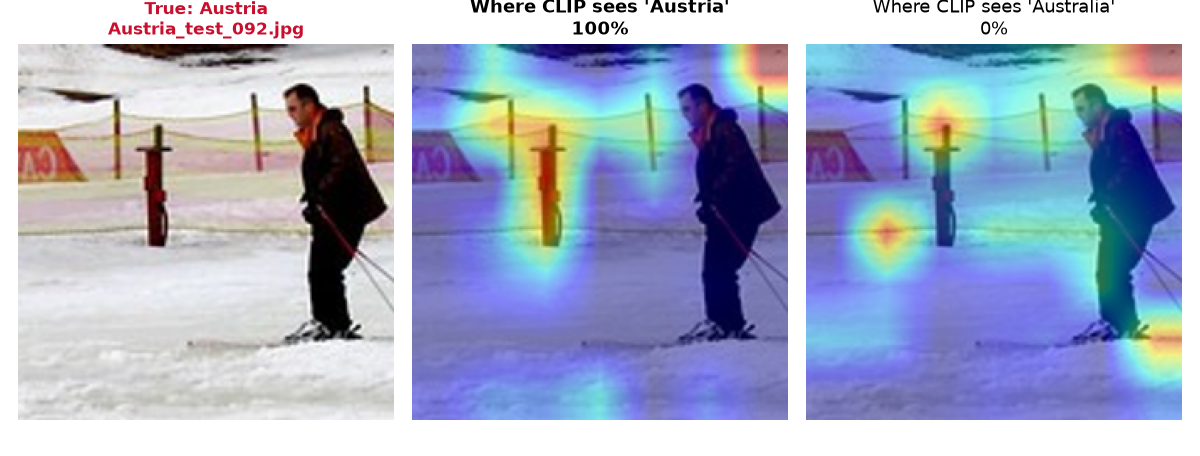 True: Austria
Austria_test_092.jpg
Where CLIP sees 'Austria'
100%
Where CLIP sees 'Australia'
0%